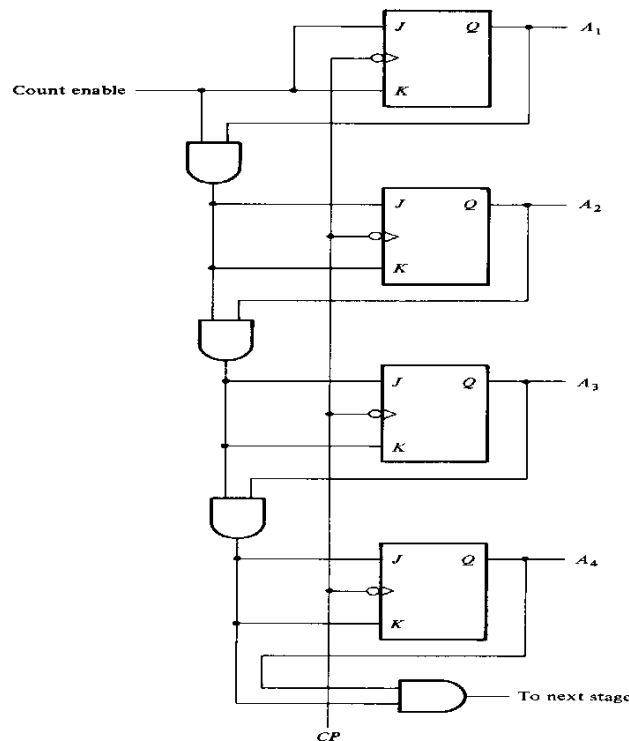 J Q A1
Count enable
K
J Q A2
K
J Q A3
K
J Q A4
K
To next stage
CP